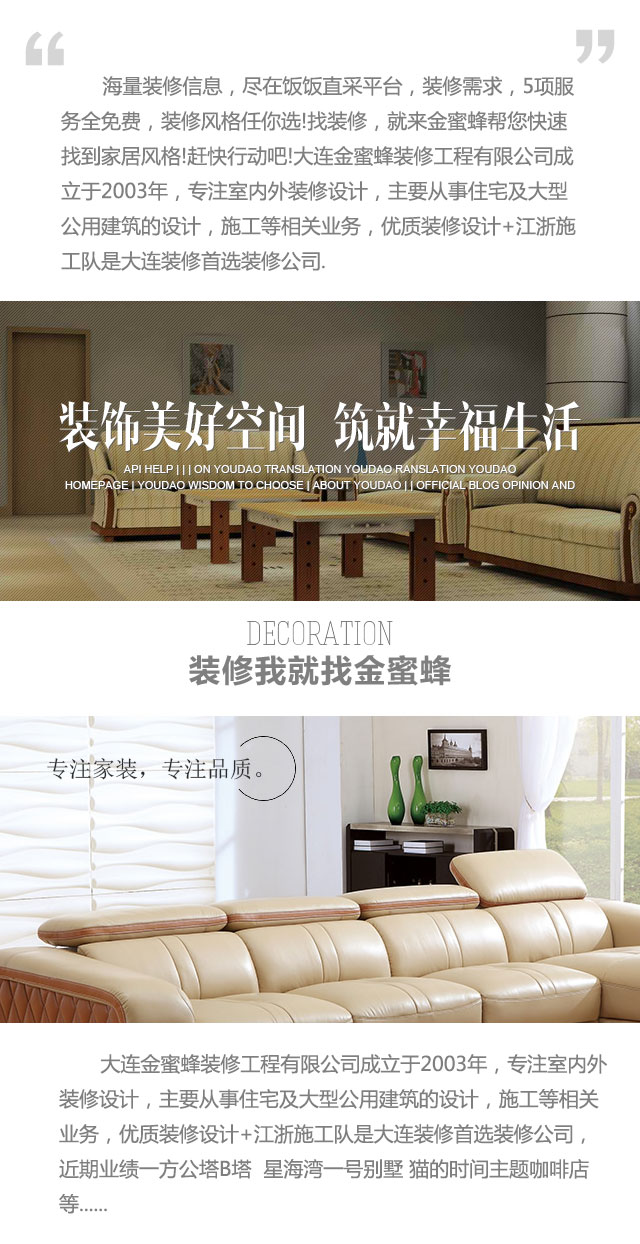 海量装修信息，尽在饭饭直采平台，装修需求，5项服
务全免费，装修风格任你选!找装修，就来金蜜蜂帮您快速
找到家居风格!赶快行动吧!大连金蜜蜂装修工程有限公司成
立于2003年，专注室内外装修设计，主要从事住宅及大型
公用建筑的设计，施工等相关业务，优质装修设计+江浙施
工队是大连装修首选装修公司.
装饰美好空间 筑就幸福生活
API HELP | | | ON YOUDAO TRANSLATION YOUDAO RANSLATION YOUDAO
HOMEPAGE | YOUDAO WISDOM TO CHOOSE | ABOUT YOUDAO | | OFFICIAL BLOG OPINION AND
DECORATION
装修我就找金蜜蜂
专注家装，专注品质。
大连金蜜蜂装修工程有限公司成立于2003年，专注室内外
装修设计，主要从事住宅及大型公用建筑的设计，施工等相关
业务，优质装修设计+江浙施工队是大连装修首选装修公司，
近期业绩一方公塔B塔 星海湾一号别墅 猫的时间主题咖啡店
等......